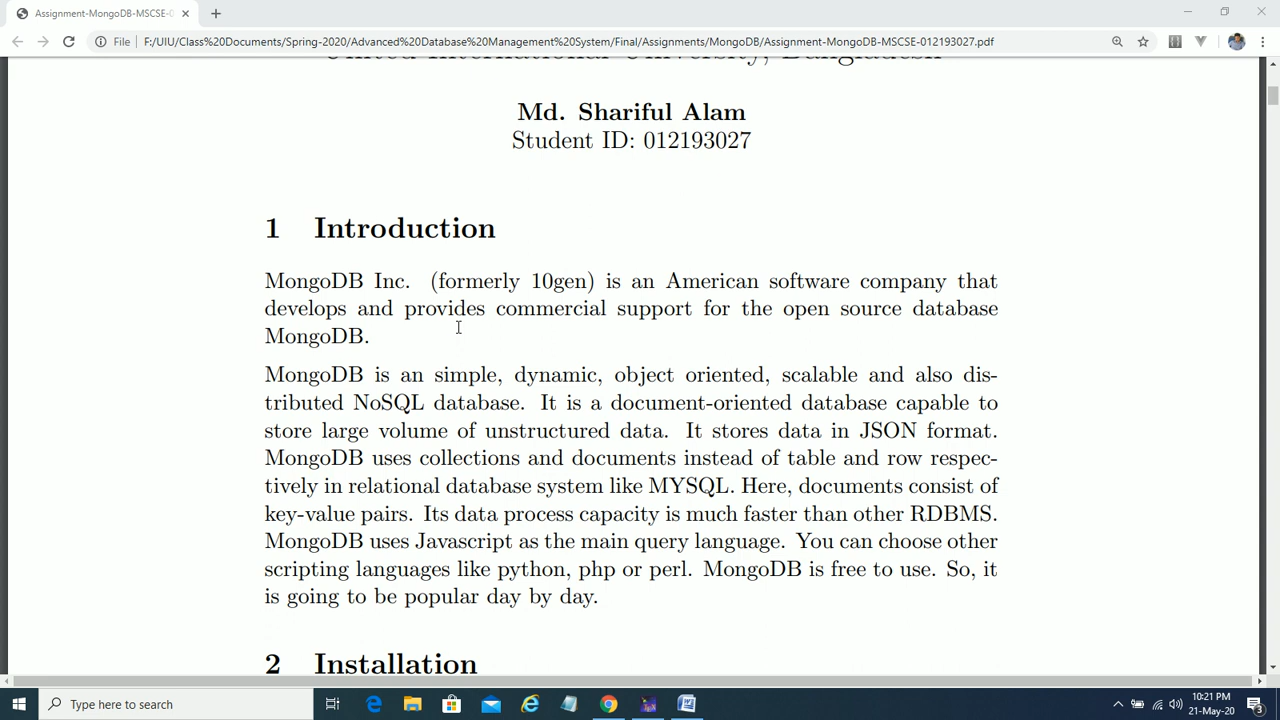 Assignment-MongoDB-MSCSE-0
File
F:/UIU/Class%20Documents/Spring-2020/Advanced%20Database%20Management%20System/Final/Assignments/MongoDB/Assignment-MongoDB-MSCSE-012193027.pdf
United International University, Bangladesh
Md. Shariful Alam
Student ID: 012193027
1 Introduction
MongoDB Inc. (formerly 10gen) is an American software company that
develops and provides commercial support for the open source database
MongoDB.
MongoDB is an simple, dynamic, object oriented, scalable and also dis-
tributed NoSQL database. It is a document-oriented database capable to
store large volume of unstructured data. It stores data in JSON format.
MongoDB uses collections and documents instead of table and row respec-
tively in relational database system like MYSQL. Here, documents consist of
key-value pairs. Its data process capacity is much faster than other RDBMS.
MongoDB uses Javascript as the main query language. You can choose other
scripting languages like python, php or perl. MongoDB is free to use. So, it
is going to be popular day by day.
2 Installation
Type here to search
10:21 PM
21-May-20
3